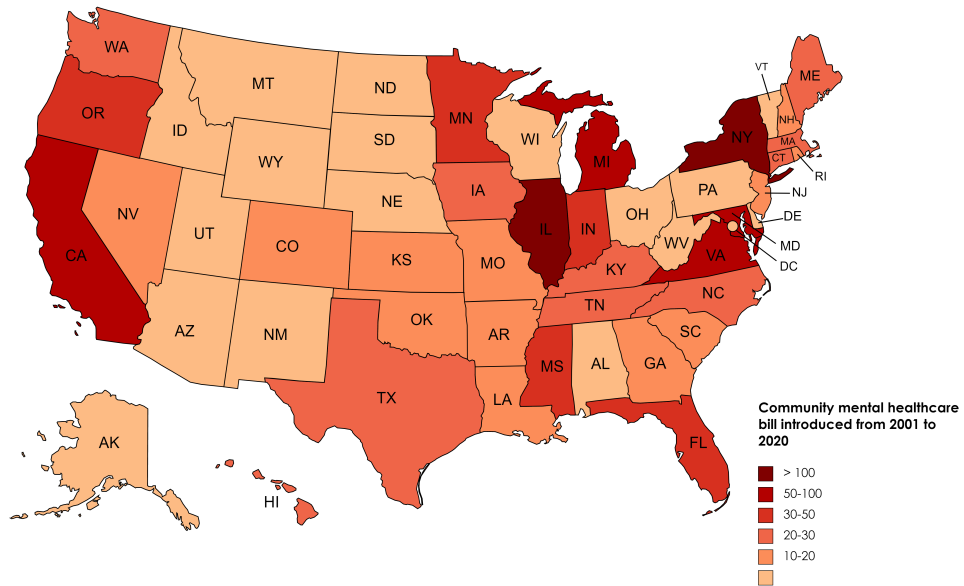 WA
OR
CA
ID
MT
WY
NV
UT
CO
AZ
NM
ND
SD
NE
KS
OK
TX
MN
IA
MO
AR
LA
WI
IL
MI
IN
OH
KY
TN
MS
AL
GA
FL
SC
NC
VA
WV
PA
NY
VT
ME
NH
MA
CT
RI
NJ
DE
MD
DC
AK
HI
Community mental healthcare
bill introduced from 2001 to
2020
> 100
50-100
30-50
20-30
10-20